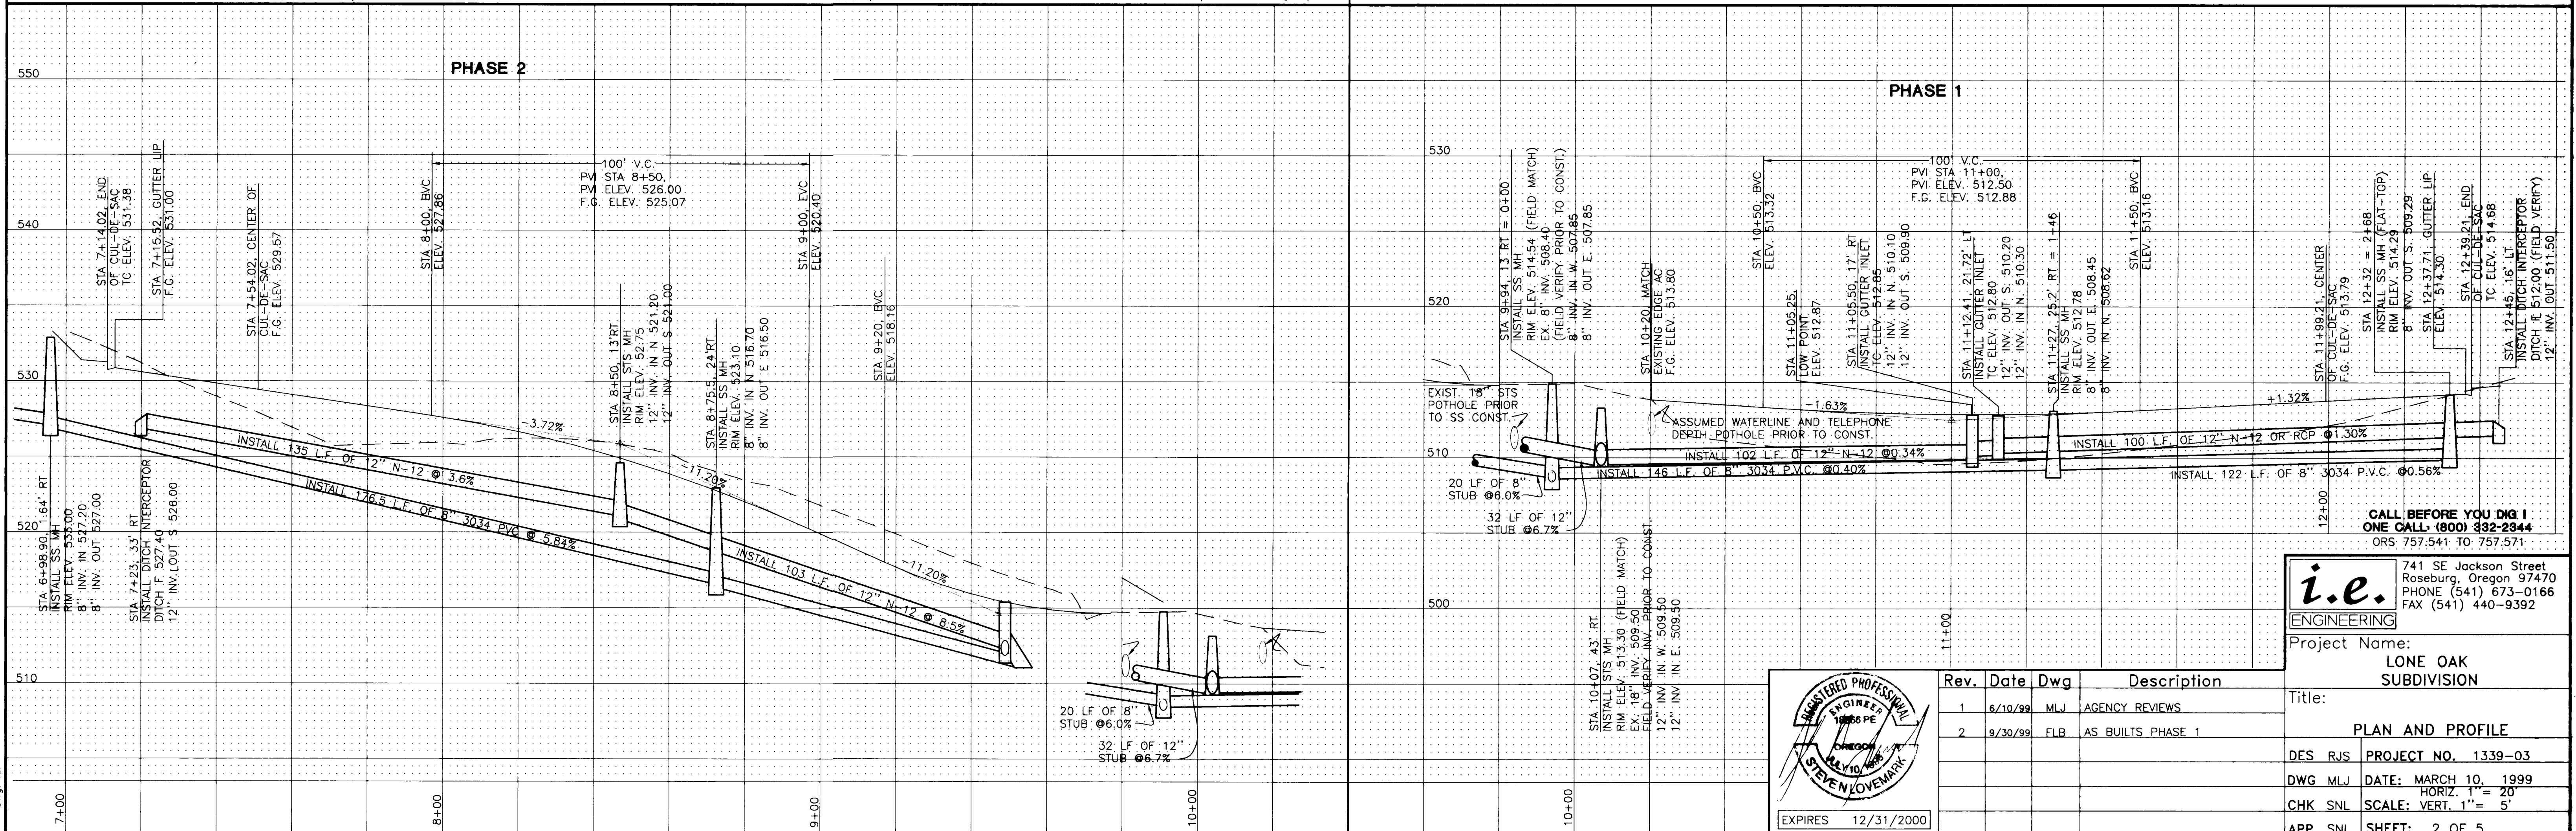 PHASE 2
550
540
530
520
510
STA 7+14.02, END
OF CUL-DE-SAC
TC ELEV. 531.38
STA 7+15.52, GUTTER LIP
F.G. ELEV. 531.00
STA 7+54.02, CENTER OF
CUL-DE-SAC
F.G. ELEV. 529.57
STA 8+00, BVC
ELEV. 527.86
100' V.C.
PVI STA 8+50,
PVI ELEV. 526.00
F.G. ELEV. 525.07
STA 9+00, EVC
ELEV. 520.40
STA 9+20, BVC
ELEV. 518.16
STA 8+50, 13'RT
INSTALL STS MH
RIM ELEV. 52.75
12" INV. IN N 521.20
12" INV. OUT S 521.00
STA 8+75.5, 24'RT
INSTALL SS MH
RIM ELEV. 523.10
8" INV. IN N 516.70
8" INV. OUT E 516.50
-3.72%
-11.20%
-11.20%
INSTALL 135 L.F. OF 12" N-12 @ 3.6%
INSTALL 176.5 L.F. OF 8" 3034 PVC @ 5.84%
INSTALL 103 L.F. OF 12" N-12 @ 8.5%
STA 6+98.90, 1.64' RT
INSTALL SS MH
RIM ELEV. 533.00
8" INV. IN 527.20
8" INV. OUT 527.00
STA 7+23, 33' RT
INSTALL DITCH INTERCEPTOR
DITCH F 527.40
12" INV. OUT S 526.00
20 LF OF 8"
STUB @6.0%
32 LF OF 12"
STUB @6.7%
7+00
8+00
9+00
10+00
PHASE 1
530
520
510
500
STA 9+94, 13 RT = 0+00
INSTALL SS MH
RIM ELEV. 514.54 (FIELD MATCH)
EX. 8" INV. 508.40
(FIELD VERIFY PRIOR TO CONST.)
8" INV. IN W. 507.85
8" INV. OUT E. 507.85
STA 10+20, MATCH
EXISTING EDGE AC
F.G. ELEV. 513.80
STA 10+50, BVC
ELEV. 513.32
STA 11+05.25,
LOW POINT
ELEV. 512.87
STA 11+05.50, 17' RT
INSTALL GUTTER INLET
TC ELEV. 512.85
12" INV. IN N. 510.10
12" INV. OUT S. 509.90
100' V.C.
PVI STA 11+00,
PVI ELEV. 512.50
F.G. ELEV. 512.88
STA 11+12.41, 21.72' LT
INSTALL GUTTER INLET
TC ELEV. 512.80
12" INV. OUT S. 510.20
12" INV. IN N. 510.30
STA 11+27, 25.2' RT = 1-46
INSTALL SS MH
RIM ELEV. 512.78
8" INV. OUT E. 508.45
8" INV. IN N. 508.62
STA 11+50, BVC
ELEV. 513.16
STA 11+99.21, CENTER
OF CUL-DE-SAC
F.G. ELEV. 513.79
STA 12+32 = 2+68
INSTALL SS MH (FLAT-TOP)
RIM ELEV. 514.29
8" INV. OUT S. 509.29
STA 12+37.71, GUTTER LIP
ELEV. 514.30
STA 12+39.21, END
OF CUL-DE-SAC
TC ELEV. 514.68
STA 12+45, 16' LT
INSTALL DITCH INTERCEPTOR
DITCH FL 512.00 (FIELD VERIFY)
12" INV. OUT 511.50
EXIST. 18" STS
POTHOLE PRIOR
TO SS CONST.
ASSUMED WATERLINE AND TELEPHONE
DEPTH POTHOLE PRIOR TO CONST.
-1.63%
+1.32%
INSTALL 102 L.F. OF 12" N-12 @0.34%
INSTALL 100 L.F. OF 12" N-12 OR RCP @1.30%
INSTALL 146 L.F. OF 8" 3034 P.V.C. @0.40%
INSTALL 122 L.F. OF 8" 3034 P.V.C. @0.56%
20 LF OF 8"
STUB @6.0%
32 LF OF 12"
STUB @6.7%
STA 10+07, 43' RT
INSTALL STS MH
RIM ELEV. 513.30 (FIELD MATCH)
EX. 18" INV. 509.50
FIELD VERIFY INV. PRIOR TO CONST.
12" INV. IN W. 509.50
12" INV. IN E. 509.50
10+00
11+00
12+00
CALL BEFORE YOU DIG !
ONE CALL: (800) 332-2344
ORS 757.541 TO 757.571
i.e.
ENGINEERING
741 SE Jackson Street
Roseburg, Oregon 97470
PHONE (541) 673-0166
FAX (541) 440-9392
Project Name:
LONE OAK
SUBDIVISION
Title:
PLAN AND PROFILE
DES RJS PROJECT NO. 1339-03
DWG MLJ DATE: MARCH 10, 1999
CHK SNL SCALE: HORIZ. 1"= 20'
VERT. 1"= 5'
APP SNL SHEET: 2 OF 5
Rev. Date Dwg Description
1 6/10/99 MLJ AGENCY REVIEWS
2 9/30/99 FLB AS BUILTS PHASE 1
REGISTERED PROFESSIONAL
ENGINEER
PE
OREGON
JULY 10,
STEVEN LOVEMARK
EXPIRES 12/31/2000